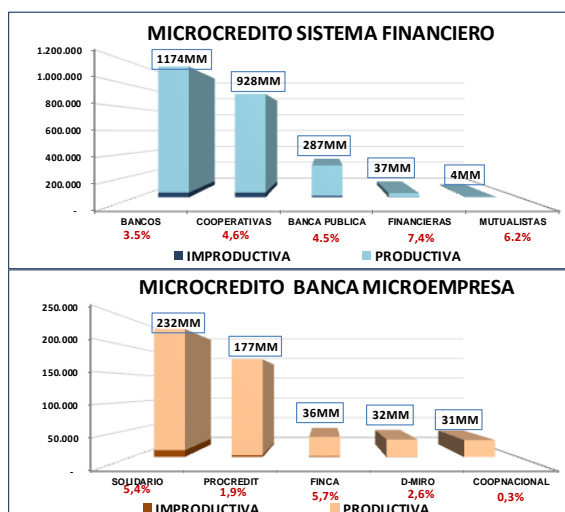 MICROCREDITO SISTEMA FINANCIERO
1.200.000
1.000.000
800.000
600.000
400.000
200.000
-
1174MM
928MM
287MM
37MM
4MM
BANCOS COOPERATIVAS BANCA PUBLICA FINANCIERAS MUTUALISTAS
3.5% 4,6% 4.5% 7,4% 6.2%
IMPRODUCTIVA PRODUCTIVA
MICROCREDITO BANCA MICROEMPRESA
250.000
200.000
150.000
100.000
50.000
-
232MM
177MM
36MM
32MM
31MM
SOLIDARIO PROCREDIT FINCA D-MIRO COOPNACIONAL
5,4% 1,9% 5,7% 2,6% 0,3%
IMPRODUCTIVA PRODUCTIVA